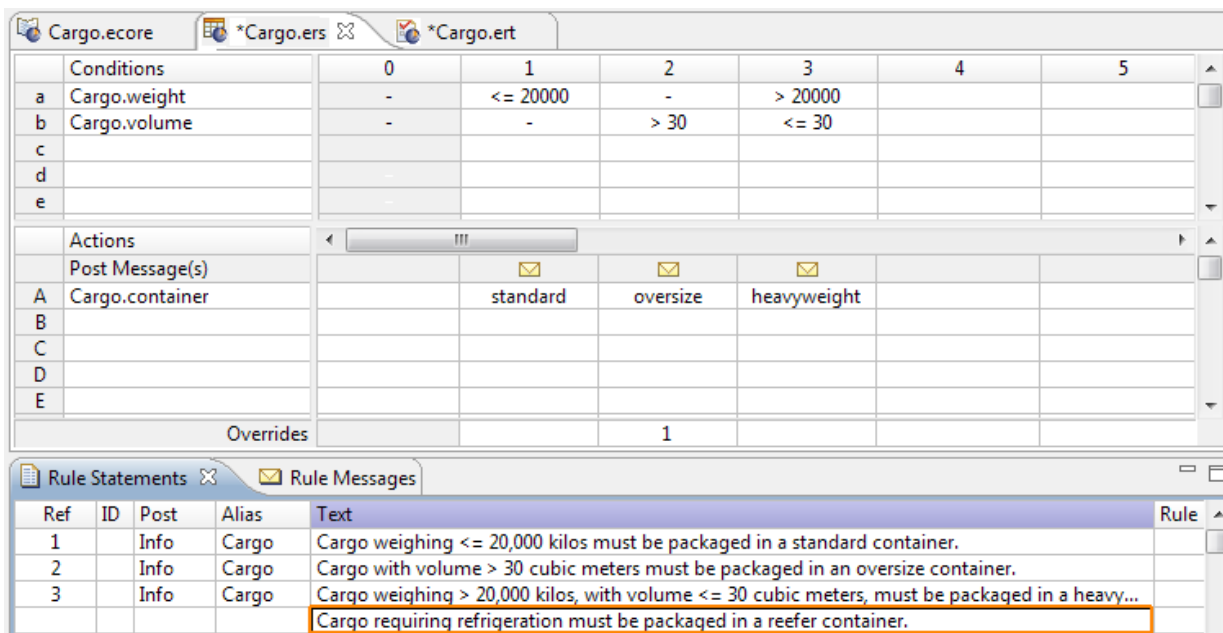 Cargo.ecore *Cargo.ers *Cargo.ert
Conditions 0 1 2 3 4 5
a Cargo.weight - <= 20000 - > 20000
b Cargo.volume - - > 30 <= 30
c
d -
e -
Actions
Post Message(s)
A Cargo.container standard oversize heavyweight
B
C
D
E
Overrides 1
Rule Statements Rule Messages
Ref ID Post Alias Text Rule
1 Info Cargo Cargo weighing <= 20,000 kilos must be packaged in a standard container.
2 Info Cargo Cargo with volume > 30 cubic meters must be packaged in an oversize container.
3 Info Cargo Cargo weighing > 20,000 kilos, with volume <= 30 cubic meters, must be packaged in a heavy...
Cargo requiring refrigeration must be packaged in a reefer container.